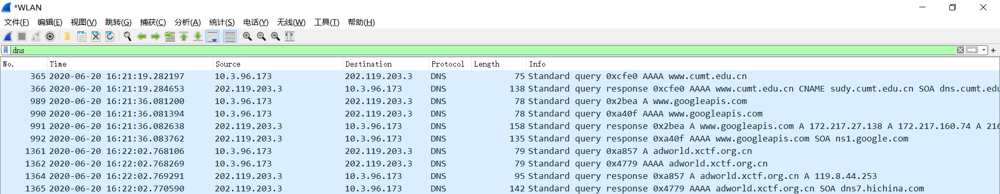 *WLAN
文件(F) 编辑(E) 视图(V) 跳转(G) 捕获(C) 分析(A) 统计(S) 电话(Y) 无线(W) 工具(T) 帮助(H)
dns
No. Time Source Destination Protocol Length Info
365 2020-06-20 16:21:19.282197 10.3.96.173 202.119.203.3 DNS 75 Standard query 0xcfe0 AAAA www.cumt.edu.cn
366 2020-06-20 16:21:19.284653 202.119.203.3 10.3.96.173 DNS 138 Standard query response 0xcfe0 AAAA www.cumt.edu.cn CNAME sudy.cumt.edu.cn SOA dns.cumt.edu
989 2020-06-20 16:21:36.081200 10.3.96.173 202.119.203.3 DNS 78 Standard query 0x2bea A www.googleapis.com
990 2020-06-20 16:21:36.081394 10.3.96.173 202.119.203.3 DNS 78 Standard query 0xa40f AAAA www.googleapis.com
991 2020-06-20 16:21:36.082638 202.119.203.3 10.3.96.173 DNS 158 Standard query response 0x2bea A www.googleapis.com A 172.217.27.138 A 172.217.160.74 A 216
992 2020-06-20 16:21:36.083762 202.119.203.3 10.3.96.173 DNS 135 Standard query response 0xa40f AAAA www.googleapis.com SOA ns1.google.com
1361 2020-06-20 16:22:02.768106 10.3.96.173 202.119.203.3 DNS 79 Standard query 0xa857 A adworld.xctf.org.cn
1362 2020-06-20 16:22:02.768269 10.3.96.173 202.119.203.3 DNS 79 Standard query 0x4779 AAAA adworld.xctf.org.cn
1364 2020-06-20 16:22:02.769291 202.119.203.3 10.3.96.173 DNS 95 Standard query response 0xa857 A adworld.xctf.org.cn A 119.8.44.253
1365 2020-06-20 16:22:02.770590 202.119.203.3 10.3.96.173 DNS 142 Standard query response 0x4779 AAAA adworld.xctf.org.cn SOA dns7.hichina.com